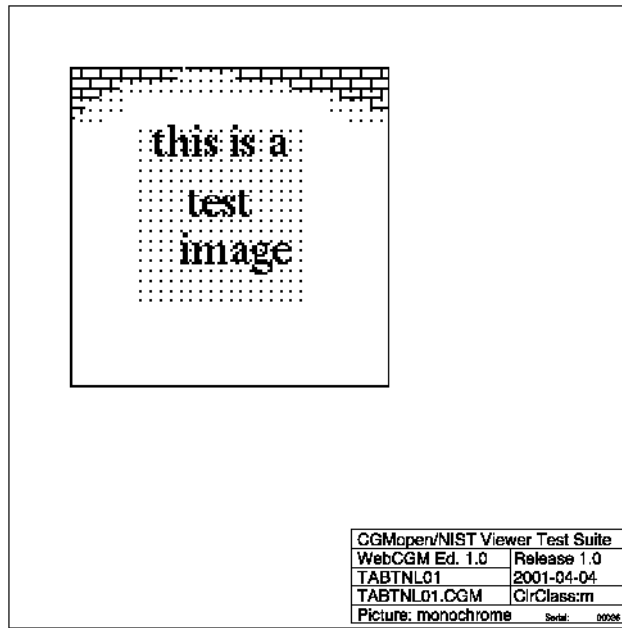 this is a
test
image
CGMopen/NIST Viewer Test Suite
WebCGM Ed. 1.0 Release 1.0
TABTNL01 2001-04-04
TABTNL01.CGM ClrClass:m
Picture: monochrome Serial: